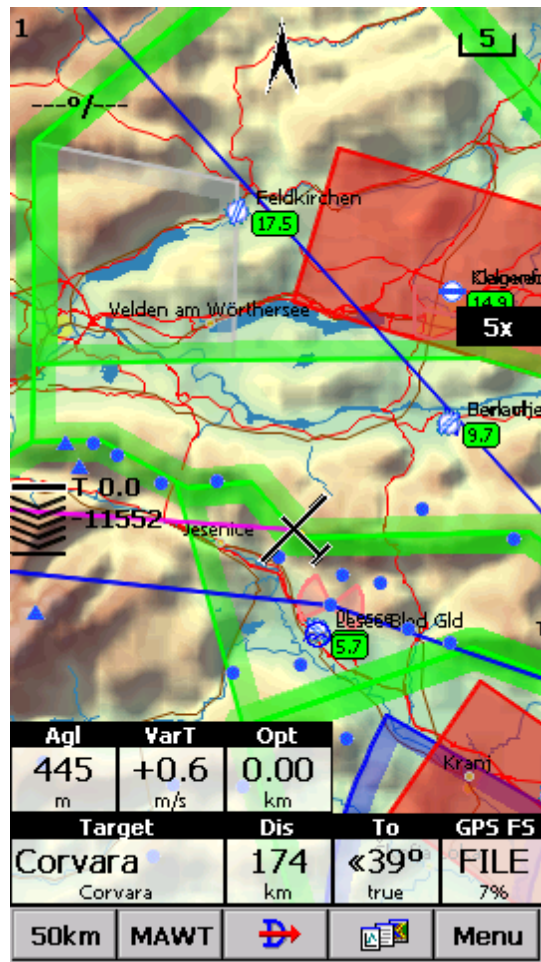 1
5
---°/---
Feldkirchen
17.5
14.9
Velden am Wörthersee
5x
9.7
T 0.0
-11552
Jesenice
5.7
Kranj
Agl
VarT
Opt
445
+0.6
0.00
m
m/s
km
Target
Dis
To
GPS FS
Corvara
174
«39º
FILE
Corvara
km
true
7%
50km
MAWT
Menu